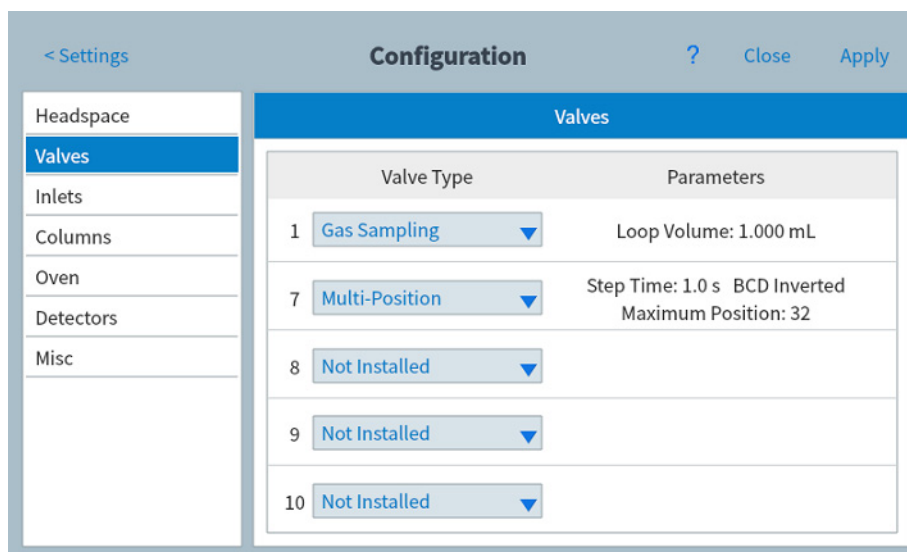 < Settings Configuration ? Close Apply
Headspace
Valves
Inlets
Columns
Oven
Detectors
Misc
Valves
Valve Type Parameters
1 Gas Sampling Loop Volume: 1.000 mL
7 Multi-Position Step Time: 1.0 s BCD Inverted
Maximum Position: 32
8 Not Installed
9 Not Installed
10 Not Installed